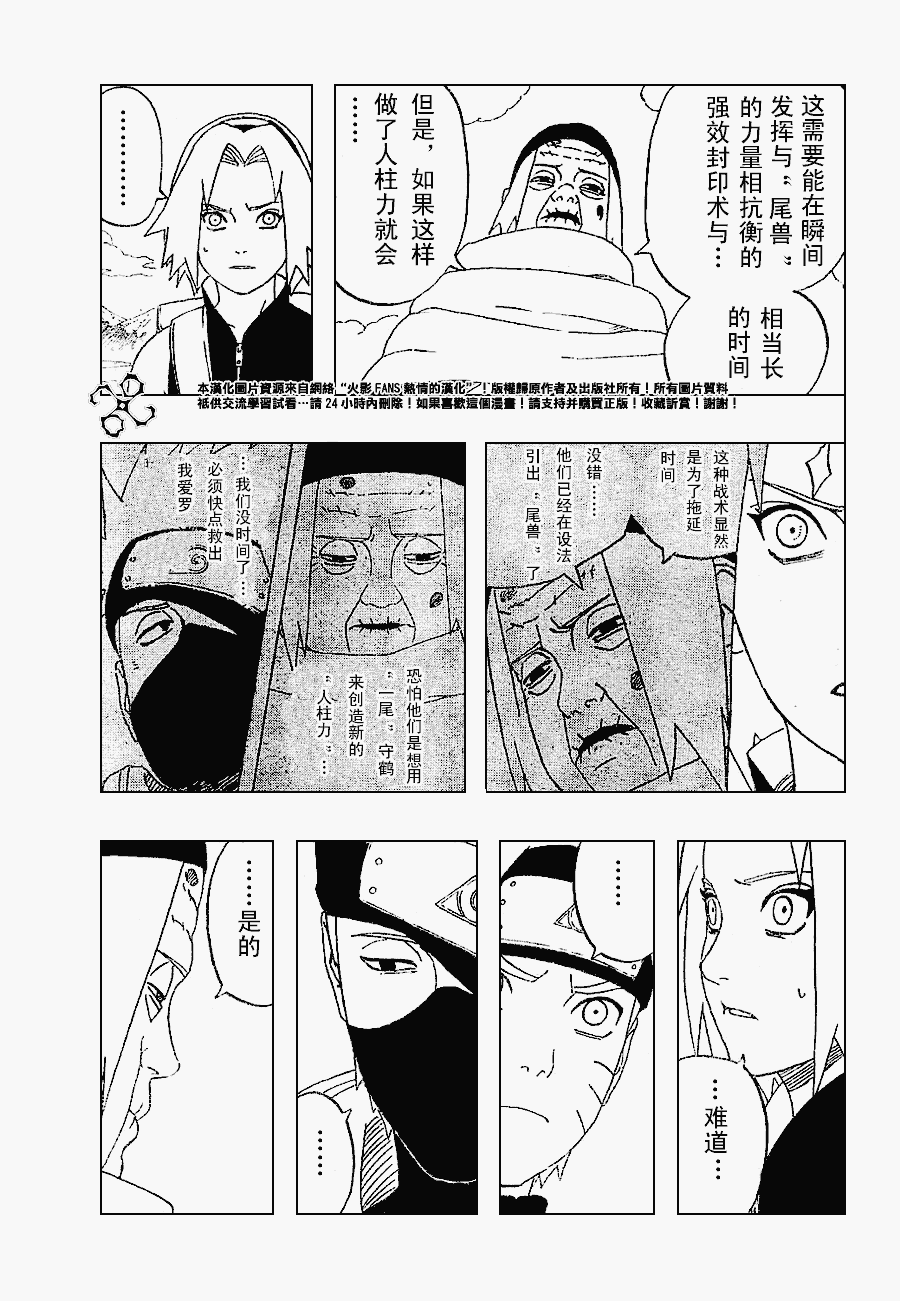 这需要能在瞬间
发挥与“尾兽”
的力量相抗衡的
强效封印术与…
相当长
的时间
但是，如果这样
做了人柱力就会
……
…………
本漢化圖片資源來自網絡“火影FANS熱情的漢化”！版權歸原作者及出版社所有！所有圖片質料
祗供交流學習試看…請24小時內刪除！如果喜歡這個漫畫！請支持并購買正版！收藏訢賞！謝謝！
这种战术显然
是为了拖延
时间
没错……
他们已经在设法
引出“尾兽”了
恐怕他们是想用
“一尾”守鹤
来创造新的
“人柱力”…
…我们没时间了…
必须快点救出
我爱罗
…难道…
……
……
……是的